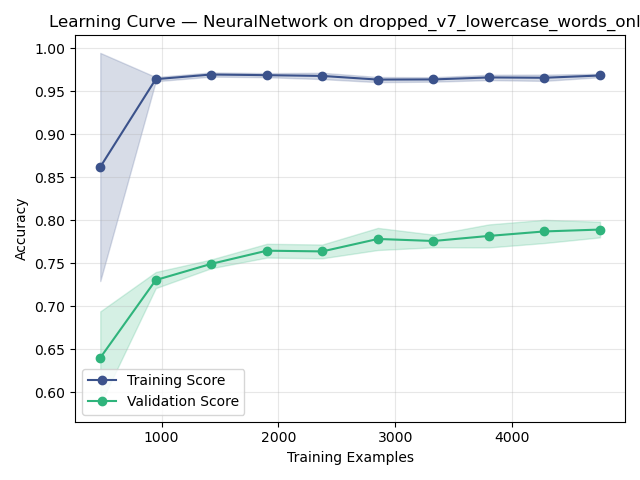 Learning Curve — NeuralNetwork on dropped_v7_lowercase_words_onl
1.00
0.95
0.90
0.85
0.80
0.75
0.70
0.65
0.60
Accuracy
Training Score
Validation Score
1000 2000 3000 4000
Training Examples